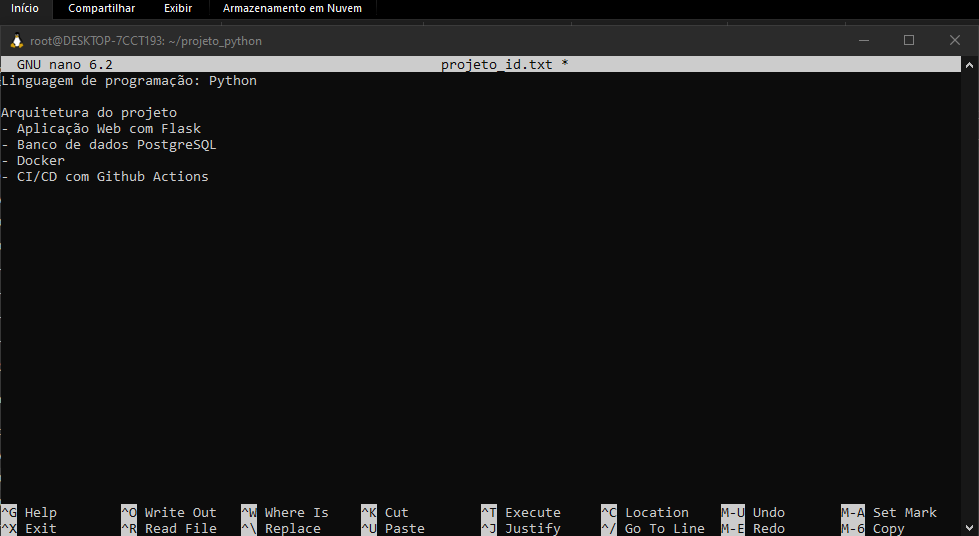 Início Compartilhar Exibir Armazenamento em Nuvem
root@DESKTOP-7CCT193: ~/projeto_python
GNU nano 6.2 projeto_id.txt *
Linguagem de programação: Python
Arquitetura do projeto
- Aplicação Web com Flask
- Banco de dados PostgreSQL
- Docker
- CI/CD com Github Actions
^G Help ^O Write Out ^W Where Is ^K Cut ^T Execute ^C Location M-U Undo M-A Set Mark
^X Exit ^R Read File ^\ Replace ^U Paste ^J Justify ^/ Go To Line M-E Redo M-6 Copy